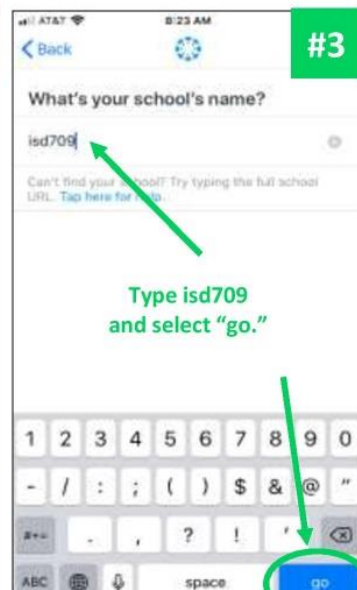 AT&T 8:23 AM
#3
Back
What's your school's name?
isd709
Can't find your school? Try typing the full school
URL. Tap here for help.
Type isd709
and select “go.”
1 2 3 4 5 6 7 8 9 0
- / : ; ( ) $ & @ "
#+= . , ? ! '
ABC space go